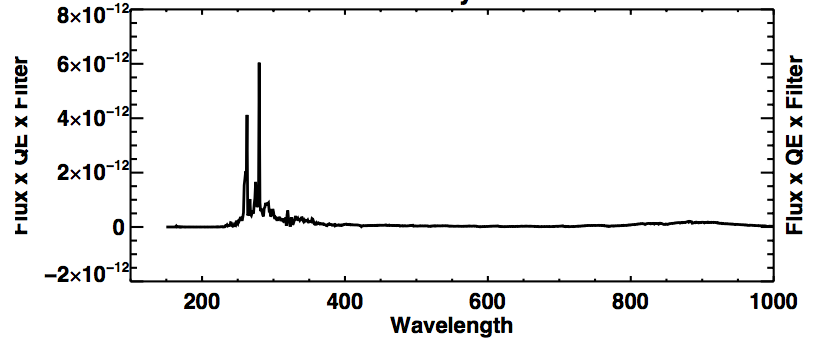 8×10⁻¹²
6×10⁻¹²
4×10⁻¹²
2×10⁻¹²
0
−2×10⁻¹²
Flux x QE x Filter
Flux x QE x Filter
200 400 600 800 1000
Wavelength